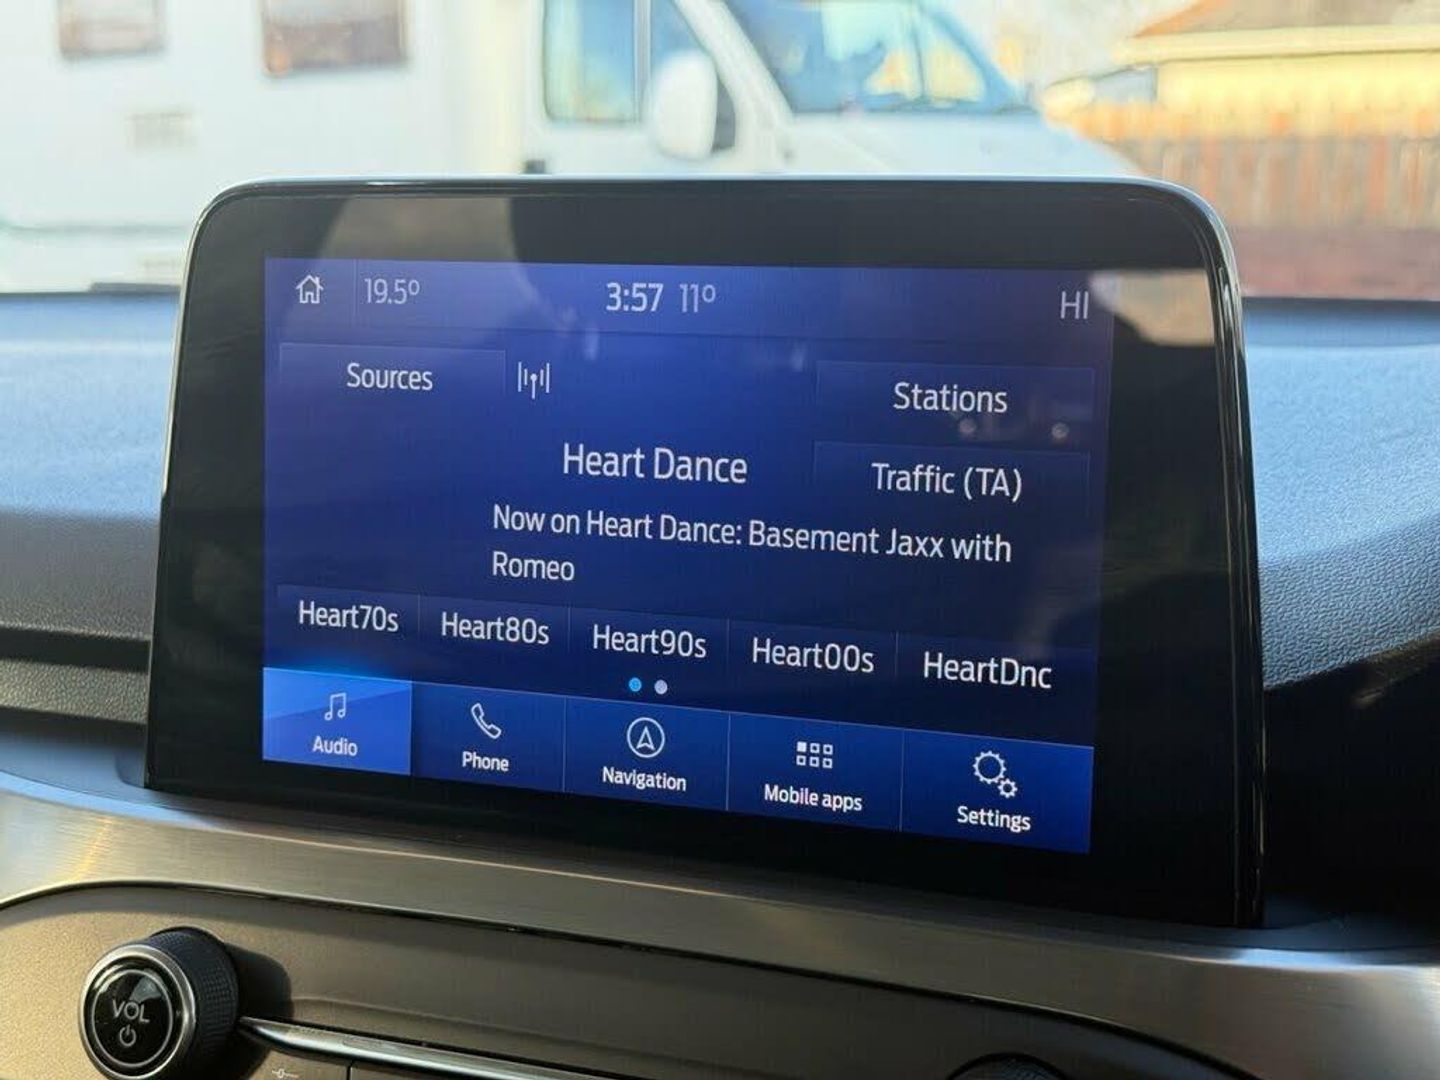 19.5°
3:57 11°
HI
Sources
Stations
Heart Dance
Traffic (TA)
Now on Heart Dance: Basement Jaxx with
Romeo
Heart70s
Heart80s
Heart90s
Heart00s
HeartDnc
Audio
Phone
Navigation
Mobile apps
Settings
VOL